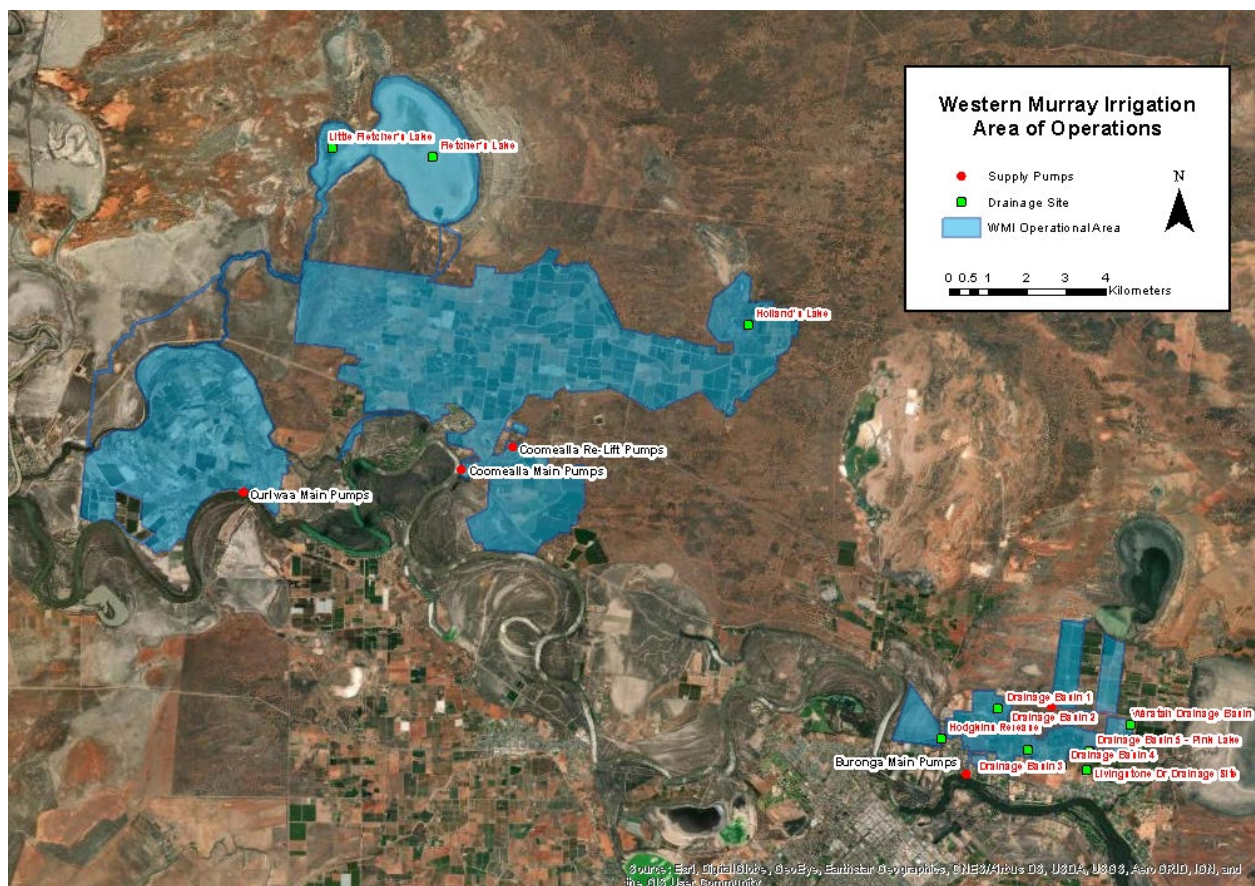 Western Murray Irrigation
Area of Operations
Supply Pumps
Drainage Site
WMI Operational Area
N
0 0.5 1 2 3 4
Kilometers
Little Fletcher's Lake
Fletcher's Lake
Holland's Lake
Coomealla Re-Lift Pumps
Coomealla Main Pumps
Curlwaa Main Pumps
Drainage Basin 1
Drainage Basin 2
Waratah Drainage Basin
Hodgkins Release
Drainage Basin 5 - Pink Lake
Drainage Basin 4
Buronga Main Pumps
Drainage Basin 3
Livingstone Dr Drainage Site
Source: Esri, DigitalGlobe, GeoEye, Earthstar Geographics, CNES/Airbus DS, USDA, USGS, AeroGRID, IGN, and
the GIS User Community